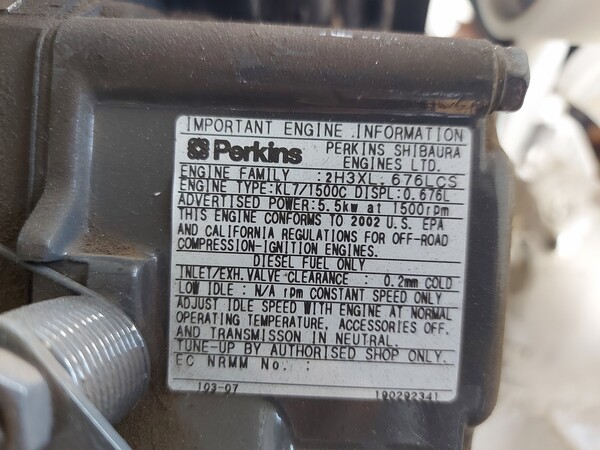 IMPORTANT ENGINE INFORMATION
Perkins PERKINS SHIBAURA
ENGINES LTD.
ENGINE FAMILY :2H3XL.676LCS
ENGINE TYPE:KL7/1500C DISPL:0.676L
ADVERTISED POWER:5.5kw at 1500rpm
THIS ENGINE CONFORMS TO 2002 U.S. EPA
AND CALIFORNIA REGULATIONS FOR OFF-ROAD
COMPRESSION-IGNITION ENGINES.
DIESEL FUEL ONLY
INLET/EXH.VALVE CLEARANCE : 0.2mm COLD
LOW IDLE : N/A rpm CONSTANT SPEED ONLY
ADJUST IDLE SPEED WITH ENGINE AT NORMAL
OPERATING TEMPERATURE, ACCESSORIES OFF,
AND TRANSMISSON IN NEUTRAL.
TUNE-UP BY AUTHORISED SHOP ONLY.
EC NRMM No. :
103-07 190292341